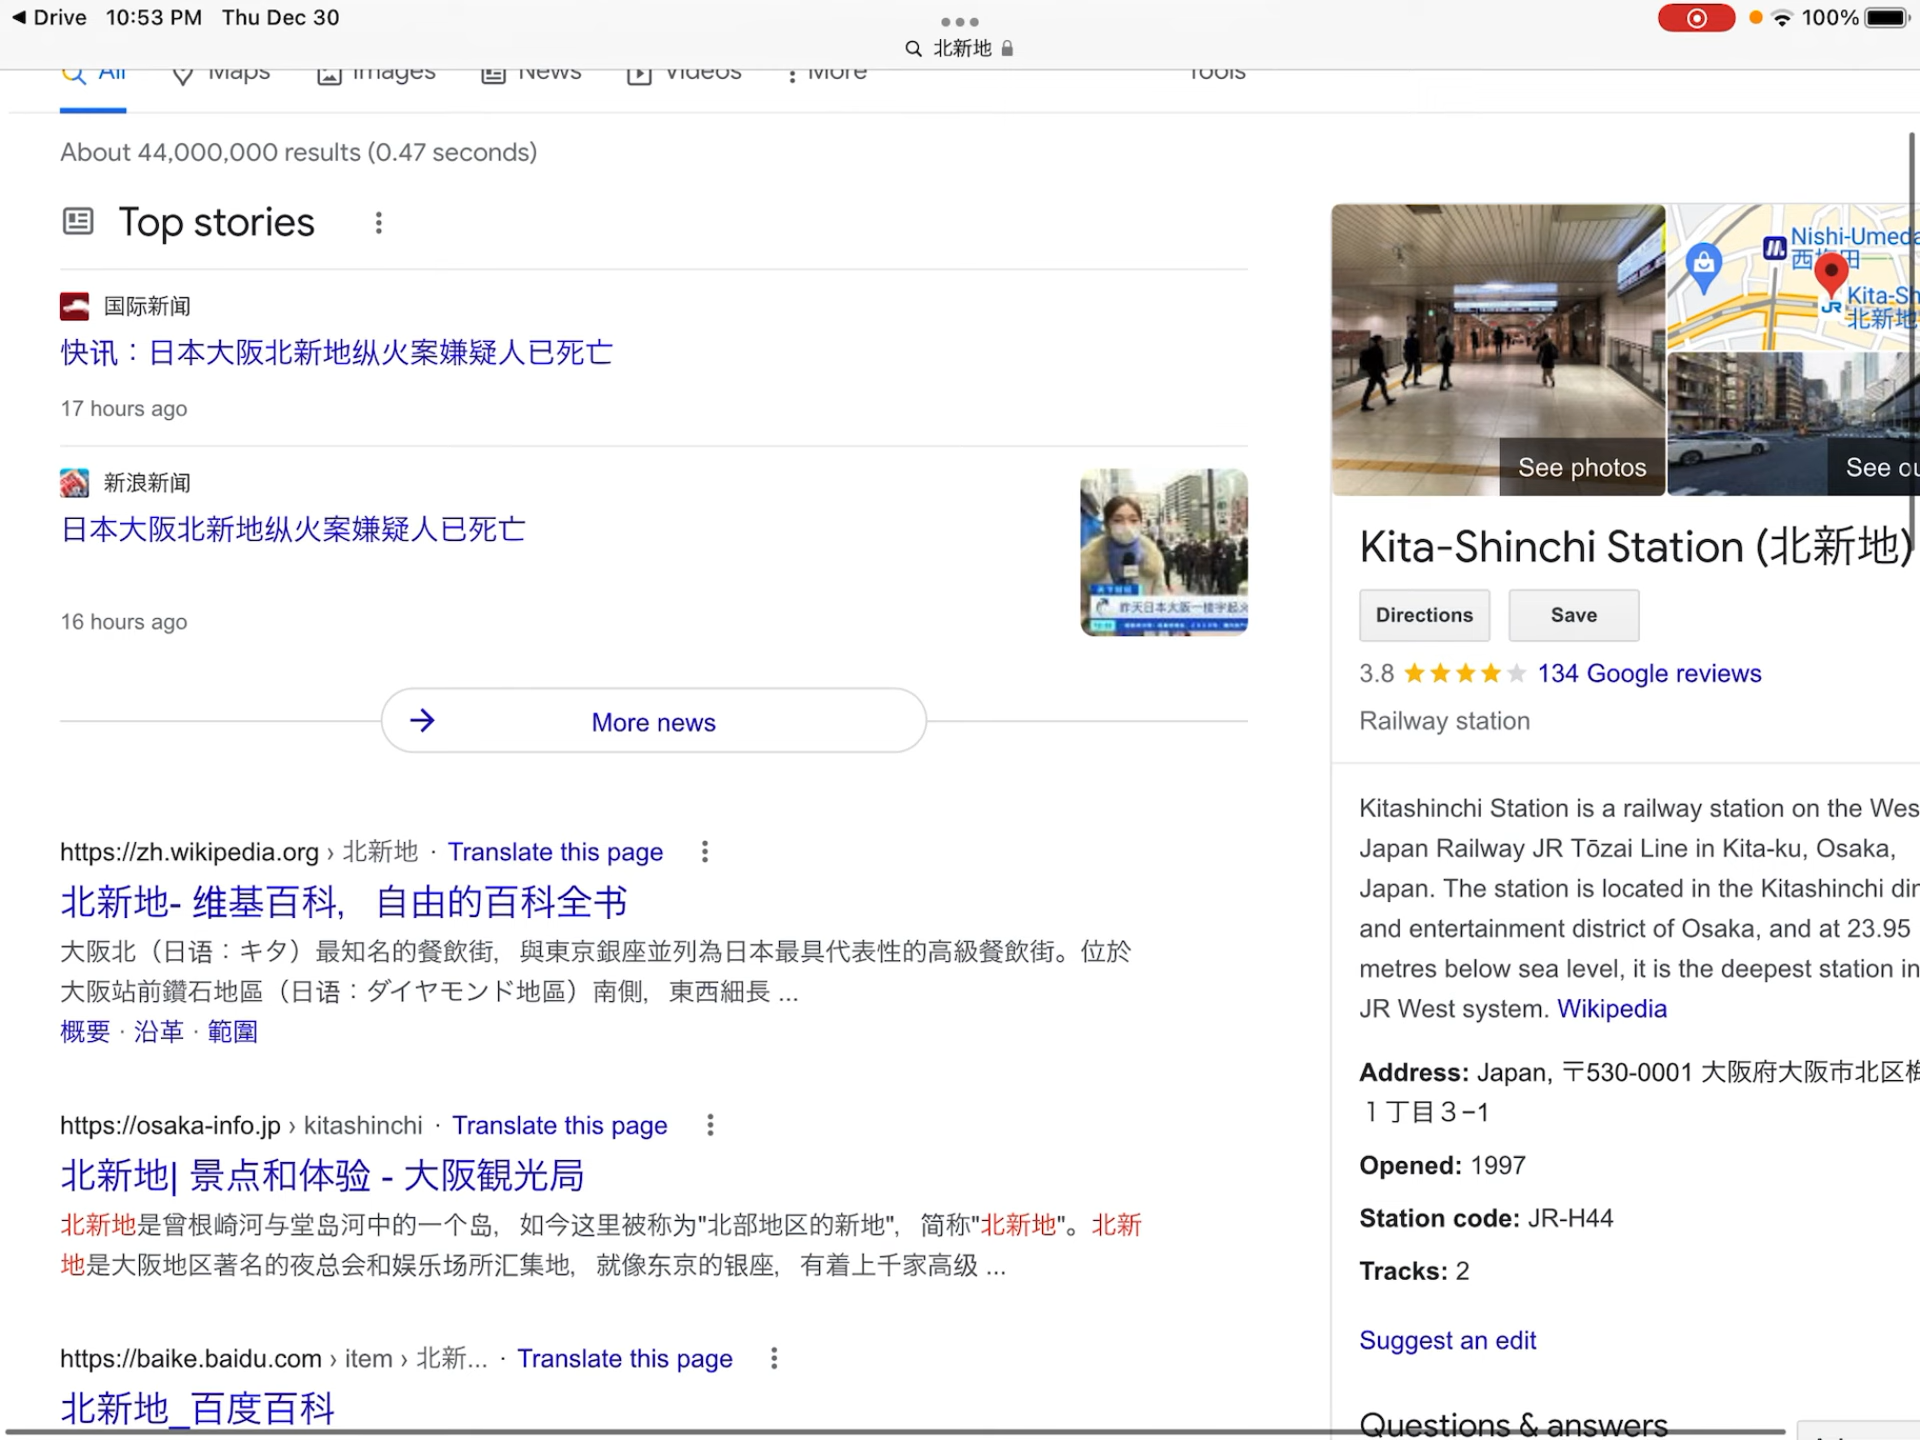 Drive 10:53 PM Thu Dec 30
100%
北新地
All Maps Images News Videos More Tools
About 44,000,000 results (0.47 seconds)
Top stories
国际新闻
快讯：日本大阪北新地纵火案嫌疑人已死亡
17 hours ago
新浪新闻
日本大阪北新地纵火案嫌疑人已死亡
昨天日本大阪一楼宇起火
16 hours ago
More news
https://zh.wikipedia.org › 北新地 · Translate this page
北新地- 维基百科，自由的百科全书
大阪北（日语：キタ）最知名的餐飲街，與東京銀座並列為日本最具代表性的高級餐飲街。位於
大阪站前鑽石地區（日语：ダイヤモンド地區）南側，東西細長 ...
概要 · 沿革 · 範圍
https://osaka-info.jp › kitashinchi · Translate this page
北新地| 景点和体验 - 大阪観光局
北新地是曾根崎河与堂岛河中的一个岛，如今这里被称为"北部地区的新地"，简称"北新地"。北新
地是大阪地区著名的夜总会和娱乐场所汇集地，就像东京的银座，有着上千家高级 ...
https://baike.baidu.com › item › 北新... · Translate this page
北新地_百度百科
Nishi-Umeda
西梅田
Kita-Sh
JR 北新地
See photos
See ou
Kita-Shinchi Station (北新地)
Directions Save
3.8 134 Google reviews
Railway station
Kitashinchi Station is a railway station on the Wes
Japan Railway JR Tōzai Line in Kita-ku, Osaka,
Japan. The station is located in the Kitashinchi din
and entertainment district of Osaka, and at 23.95
metres below sea level, it is the deepest station in
JR West system. Wikipedia
Address: Japan, 〒530-0001 大阪府大阪市北区梅
１丁目３−1
Opened: 1997
Station code: JR-H44
Tracks: 2
Suggest an edit
Questions & answers